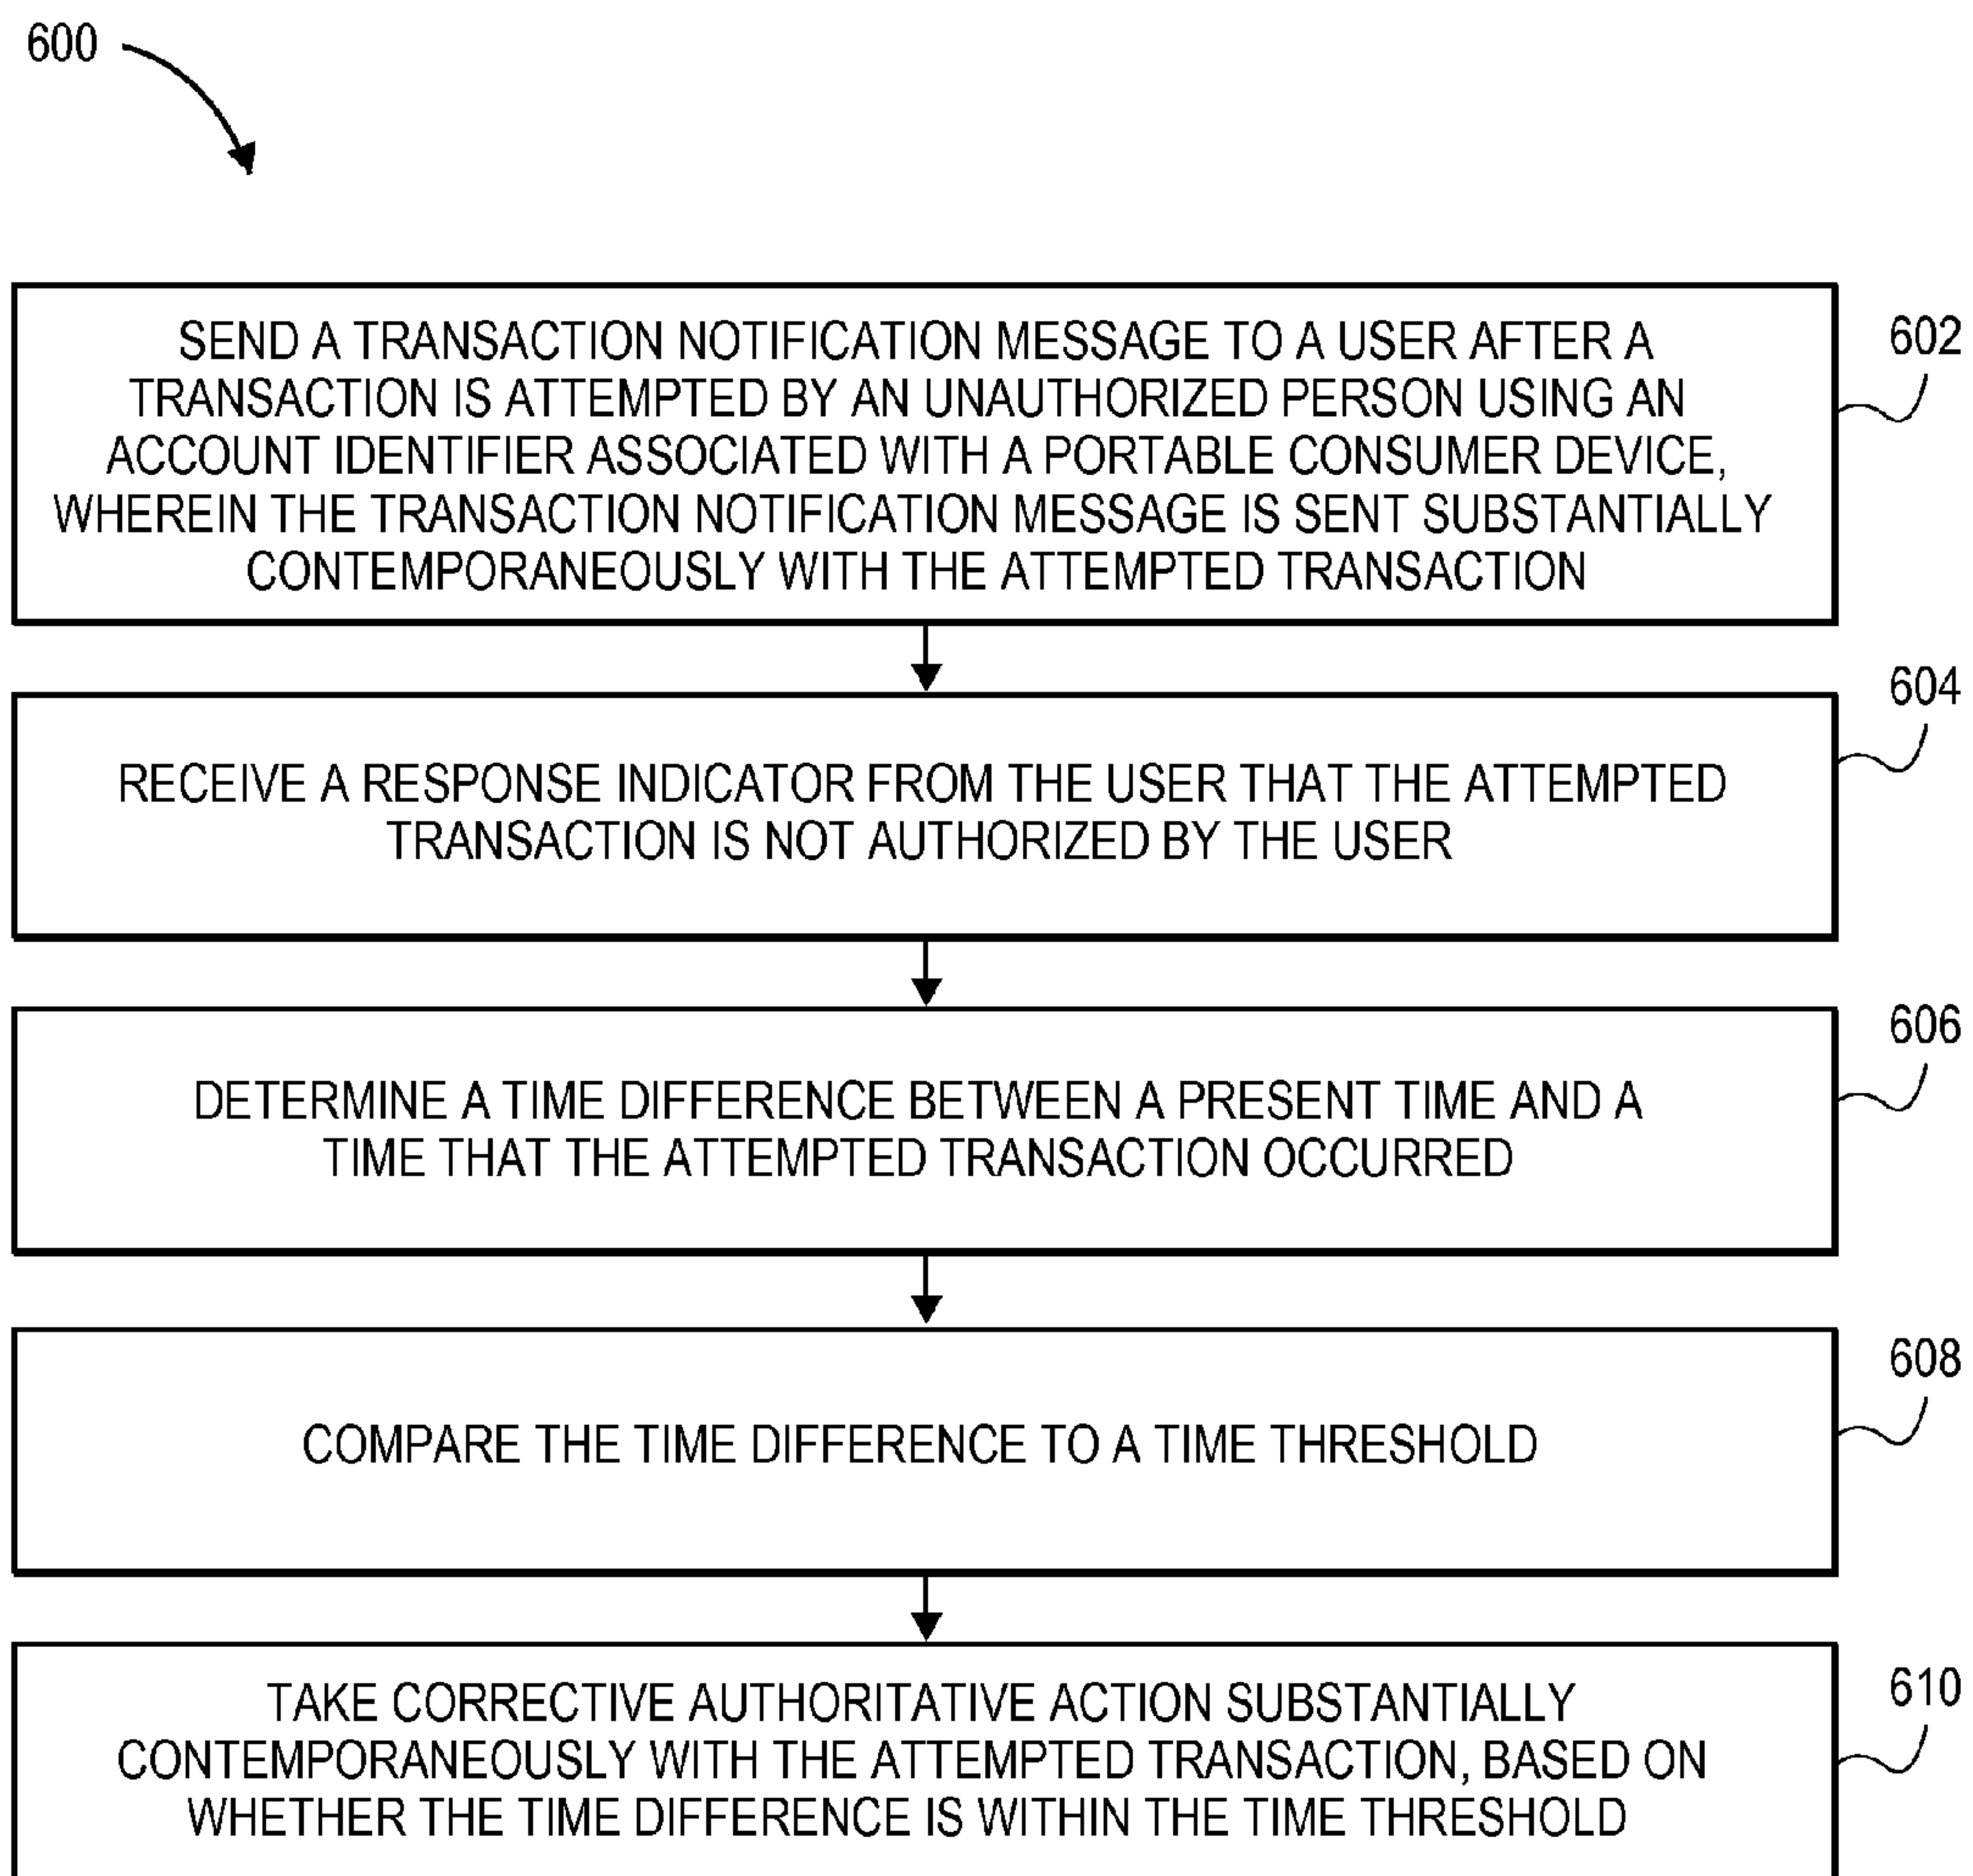 600
SEND A TRANSACTION NOTIFICATION MESSAGE TO A USER AFTER A
TRANSACTION IS ATTEMPTED BY AN UNAUTHORIZED PERSON USING AN
ACCOUNT IDENTIFIER ASSOCIATED WITH A PORTABLE CONSUMER DEVICE,
WHEREIN THE TRANSACTION NOTIFICATION MESSAGE IS SENT SUBSTANTIALLY
CONTEMPORANEOUSLY WITH THE ATTEMPTED TRANSACTION
602
RECEIVE A RESPONSE INDICATOR FROM THE USER THAT THE ATTEMPTED
TRANSACTION IS NOT AUTHORIZED BY THE USER
604
DETERMINE A TIME DIFFERENCE BETWEEN A PRESENT TIME AND A
TIME THAT THE ATTEMPTED TRANSACTION OCCURRED
606
COMPARE THE TIME DIFFERENCE TO A TIME THRESHOLD
608
TAKE CORRECTIVE AUTHORITATIVE ACTION SUBSTANTIALLY
CONTEMPORANEOUSLY WITH THE ATTEMPTED TRANSACTION, BASED ON
WHETHER THE TIME DIFFERENCE IS WITHIN THE TIME THRESHOLD
610